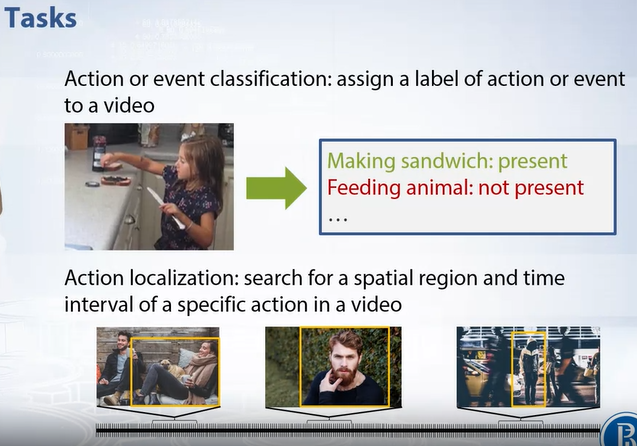 Tasks
Action or event classification: assign a label of action or event
to a video
Making sandwich: present
Feeding animal: not present
…
Action localization: search for a spatial region and time
interval of a specific action in a video